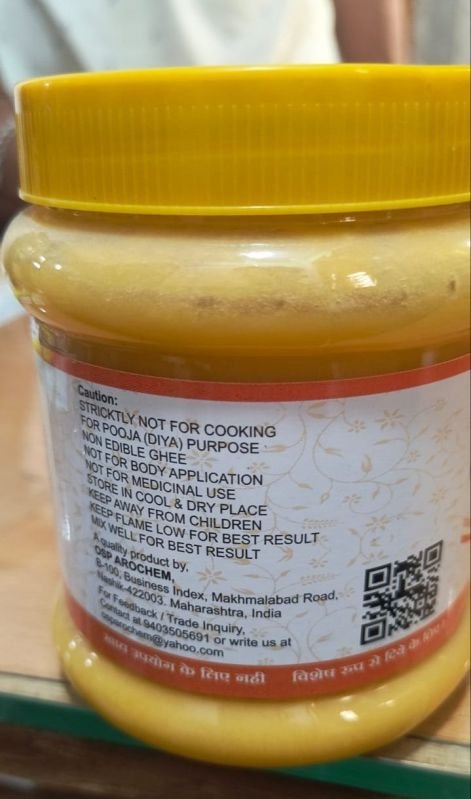 Caution:
STRICKTLY NOT FOR COOKING
FOR POOJA (DIYA) PURPOSE
NON EDIBLE GHEE
NOT FOR BODY APPLICATION
NOT FOR MEDICINAL USE
STORE IN COOL & DRY PLACE
KEEP AWAY FROM CHILDREN
KEEP FLAME LOW FOR BEST RESULT
MIX WELL FOR BEST RESULT
A quality product by,
OSP AROCHEM,
B-100, Business Index, Makhmalabad Road,
Nashik-422003. Maharashtra, India
For Feedback / Trade Inquiry,
Contact at 9403505691 or write us at
osparochem@yahoo.com
खाद्य उपयोग के लिए नही विशेष रुप से दिये के लिए